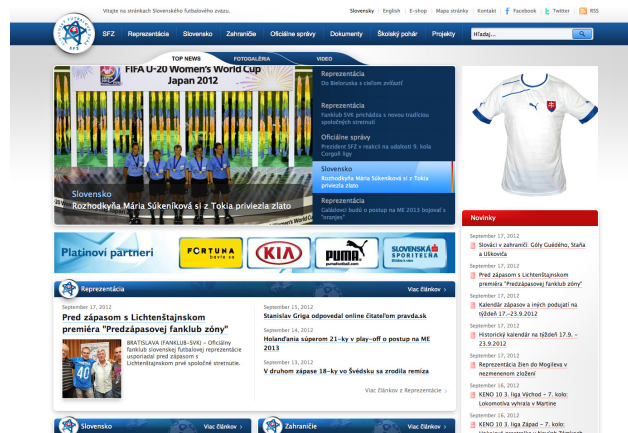 Vitajte na stránkach Slovenského futbalového zväzu.
Slovensky English E-shop Mapa stránky Kontakt Facebook Twitter RSS
SFZ Reprezentácia Slovensko Zahraničie Oficiálne správy Dokumenty Školský pohár Projekty
Hľadaj...
TOP NEWS FOTOGALÉRIA VIDEO
FIFA U-20 Women's World Cup
Japan 2012
Slovensko
Rozhodkyňa Mária Súkeníková si z Tokia priviezla zlato
Reprezentácia
Do Bieloruska s cieľom zvíťaziť
Reprezentácia
Fanklub SVK prichádza s novou tradíciou
spoločných stretnutí
Oficiálne správy
Prezident SFZ v reakcii na udalosti 9. kola
Corgoň ligy
Slovensko
Rozhodkyňa Mária Súkeníková si z Tokia
priviezla zlato
Reprezentácia
Galádovci budú o postup na ME 2013 bojovať s
"oranjes"
Platinoví partneri
FORTUNA
bavte sa
KIA
PUMA
pumafootball.com
SLOVENSKÁ
SPORITEĽŇA
Reprezentácia Viac článkov ›
September 17, 2012
Pred zápasom s Lichtenštajnskom
premiéra "Predzápasovej fanklub zóny"
BRATISLAVA (FANKLUB-SVK) – Oficiálny
fanklub slovenskej futbalovej reprezentácie
usporiadal pred zápasom s
Lichtenštajnskom prvé spoločné stretnutie.
September 15, 2012
Stanislav Griga odpovedal online čitateľom pravda.sk
September 14, 2012
Holanďania súperom 21-ky v play-off o postup na ME
2013
September 13, 2012
V druhom zápase 18-ky vo Švédsku sa zrodila remíza
Viac článkov z Reprezentácie ›
Slovensko Viac článkov ›
Zahraničie Viac článkov ›
Novinky
September 17, 2012
Slováci v zahraničí: Góly Guédého, Staňa
a Uškoviča
September 17, 2012
Pred zápasom s Lichtenštajnskom
premiéra "Predzápasovej fanklub zóny"
September 17, 2012
Kalendár zápasov a iných podujatí na
týždeň 17.-23.9.2012
September 17, 2012
Historický kalendár na týždeň 17.9. –
23.9.2012
September 17, 2012
Reprezentácia žien do Mogileva v
nezmenenom zložení
September 16, 2012
KENO 10 3. liga Východ - 7. kolo:
Lokomotíva vyhrala v Martine
September 16, 2012
KENO 10 3. liga Západ - 7. kolo: